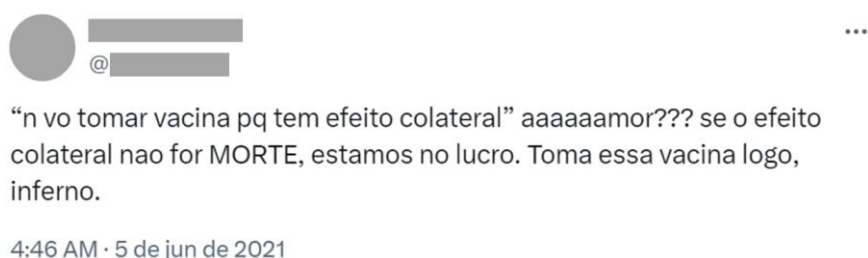 @
“n vo tomar vacina pq tem efeito colateral” aaaaaamor??? se o efeito
colateral nao for MORTE, estamos no lucro. Toma essa vacina logo,
inferno.
4:46 AM · 5 de jun de 2021